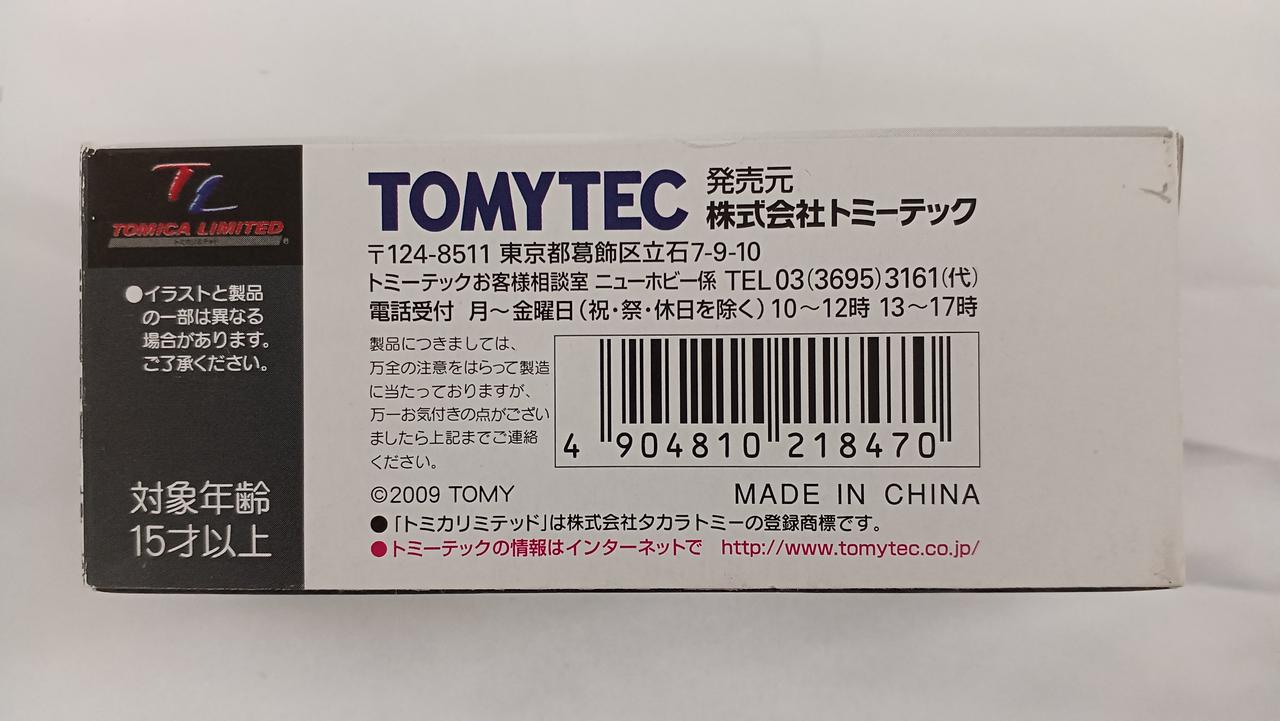 TL
TOMICA LIMITED
トミカリミテッド
®
●イラストと製品
の一部は異なる
場合があります。
ご了承ください。
対象年齢
15才以上
TOMYTEC
発売元
株式会社トミーテック
〒124-8511 東京都葛飾区立石7-9-10
トミーテックお客様相談室 ニューホビー係 TEL 03(3695)3161(代)
電話受付 月〜金曜日(祝・祭・休日を除く)10〜12時 13〜17時
製品につきましては、
万全の注意をはらって製造
に当たっておりますが、
万一お気付きの点がござい
ましたら上記までご連絡
ください。
4 904810 218470
©2009 TOMY
MADE IN CHINA
●「トミカリミテッド」は株式会社タカラトミーの登録商標です。
●トミーテックの情報はインターネットで http://www.tomytec.co.jp/